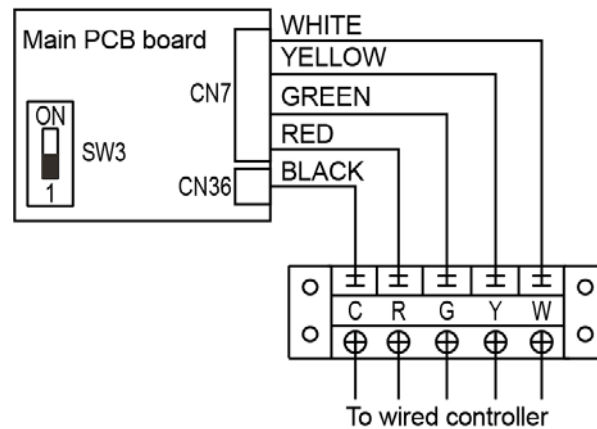 WHITE
Main PCB board
YELLOW
CN7
GREEN
ON
RED
SW3
BLACK
CN36
1
C R G Y W
To wired controller